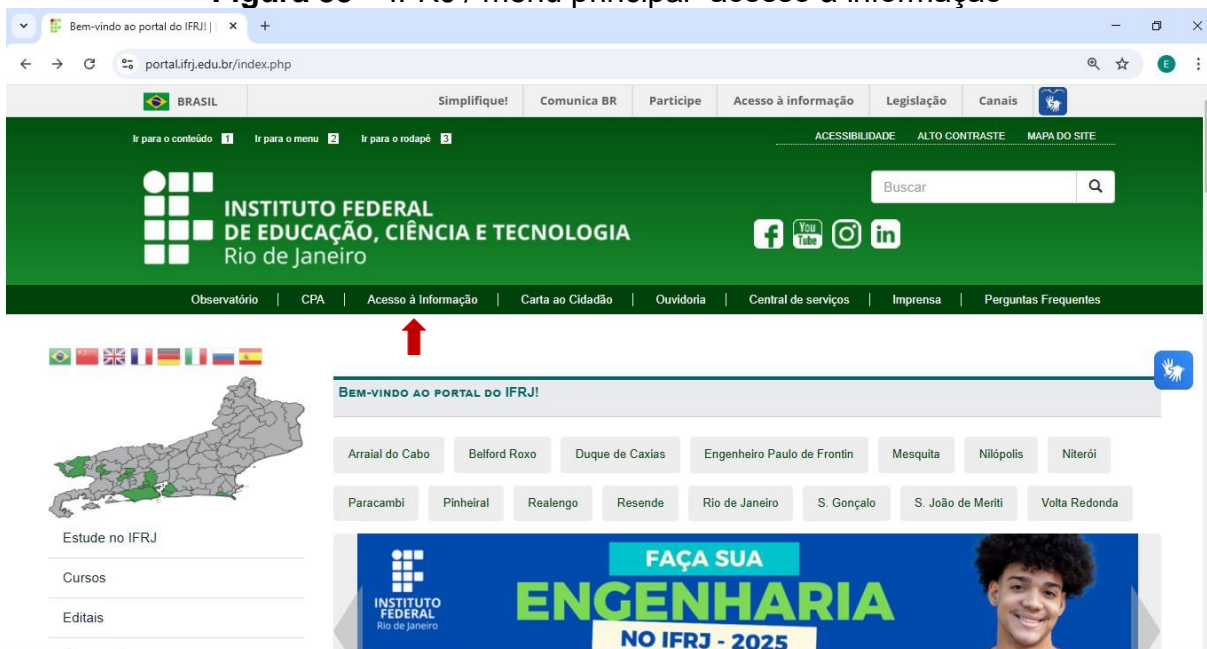 IFRJ / menu principal acesso à informação
Bem-vindo ao portal do IFRJ! |
portal.ifrj.edu.br/index.php
E
BRASIL Simplifique! Comunica BR Participe Acesso à informação Legislação Canais
Ir para o conteúdo 1 Ir para o menu 2 Ir para o rodapé 3 ACESSIBILIDADE ALTO CONTRASTE MAPA DO SITE
Buscar
INSTITUTO FEDERAL
DE EDUCAÇÃO, CIÊNCIA E TECNOLOGIA
Rio de Janeiro
You
Tube
in
Observatório | CPA | Acesso à Informação | Carta ao Cidadão | Ouvidoria | Central de serviços | Imprensa | Perguntas Frequentes
BEM-VINDO AO PORTAL DO IFRJ!
Arraial do Cabo Belford Roxo Duque de Caxias Engenheiro Paulo de Frontin Mesquita Nilópolis Niterói
Paracambi Pinheiral Realengo Resende Rio de Janeiro S. Gonçalo S. João de Meriti Volta Redonda
Estude no IFRJ
Cursos
Editais
INSTITUTO
FEDERAL
Rio de Janeiro
FAÇA SUA
ENGENHARIA
NO IFRJ - 2025